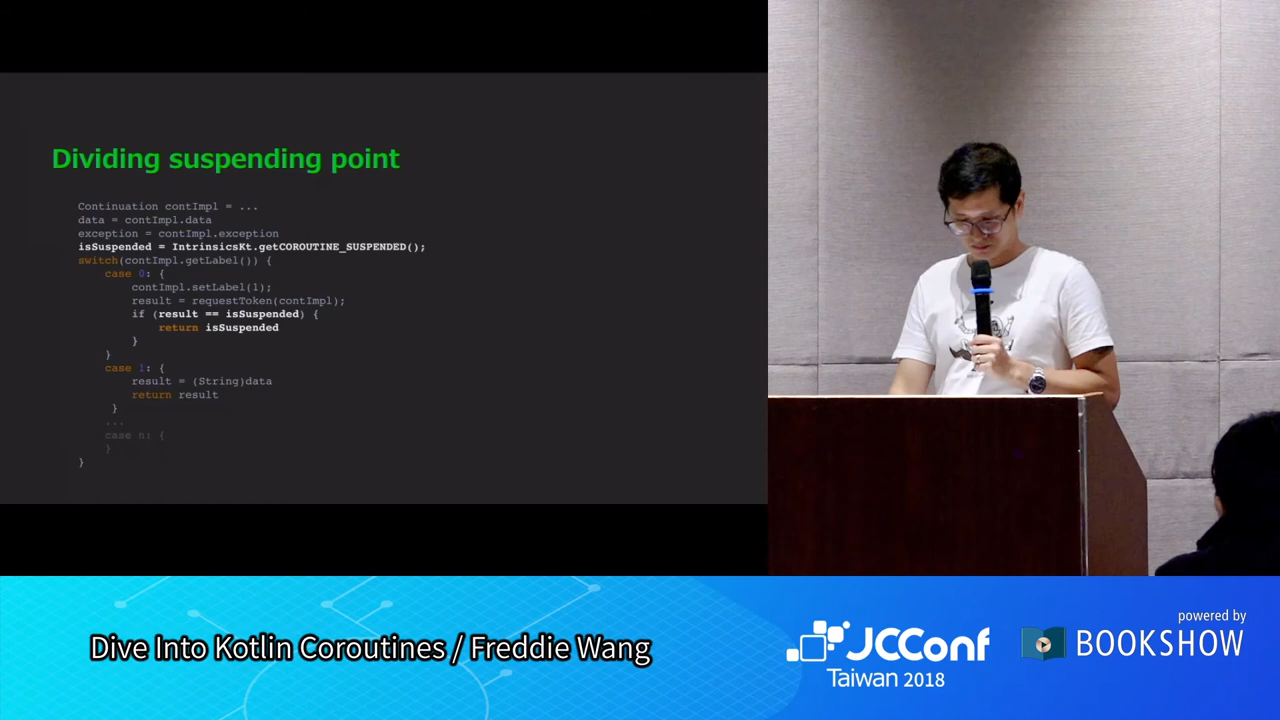 Dividing suspending point
Continuation contImpl = ...
data = contImpl.data
exception = contImpl.exception
isSuspended = IntrinsicsKt.getCOROUTINE_SUSPENDED();
switch(contImpl.getLabel()) {
case 0: {
contImpl.setLabel(1);
result = requestToken(contImpl);
if (result == isSuspended) {
return isSuspended
}
}
case 1: {
result = (String)data
return result
}
...
case n: {
}
}
Dive Into Kotlin Coroutines / Freddie Wang
JCConf
Taiwan 2018
powered by
BOOKSHOW